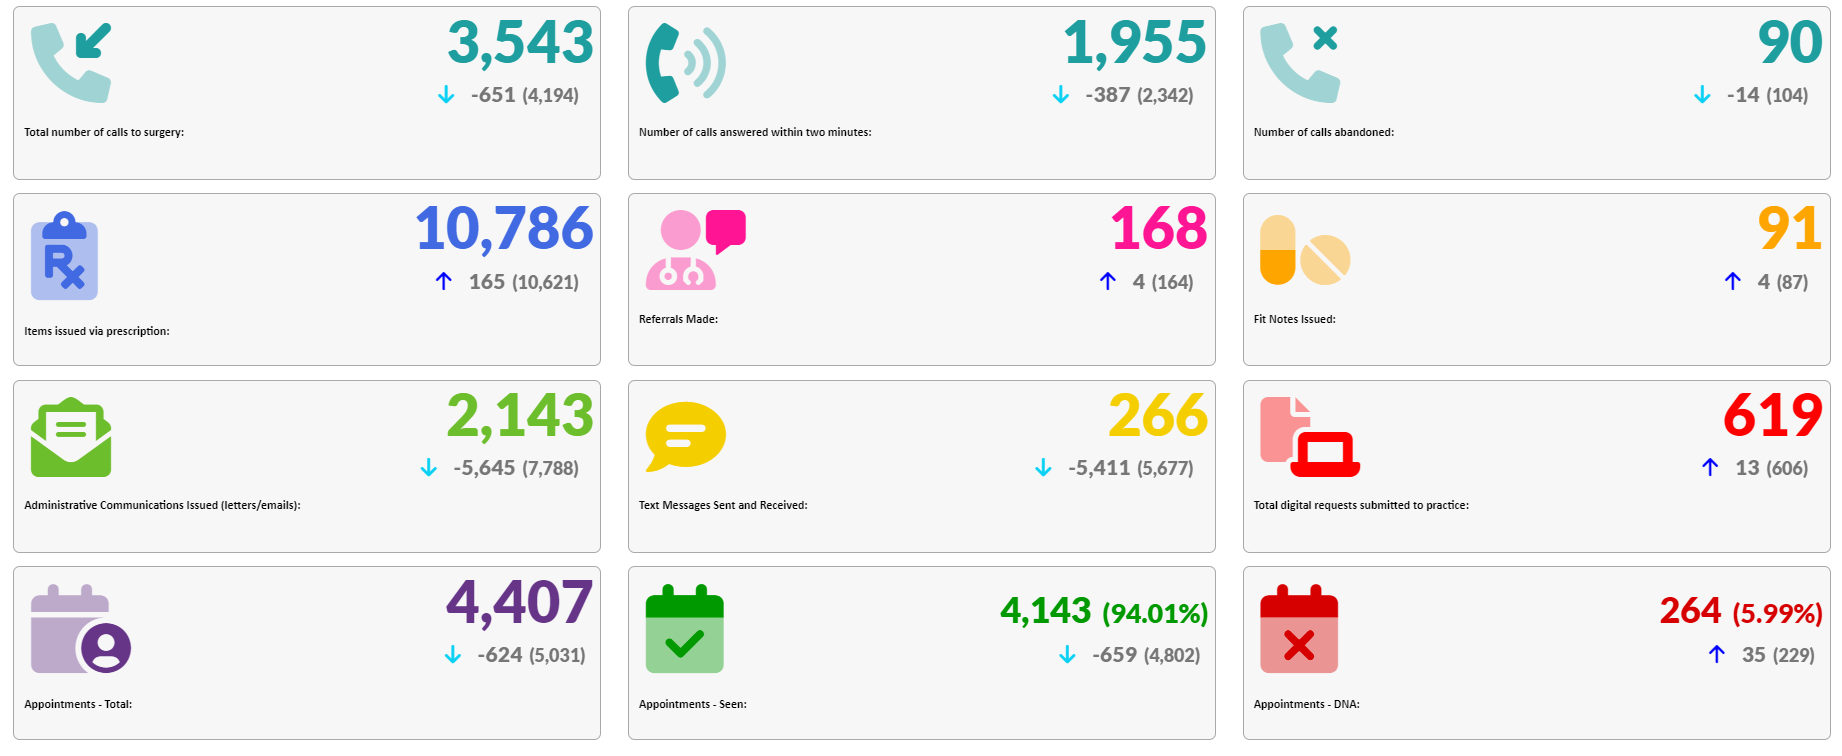 3,543
-651 (4,194)
Total number of calls to surgery:
1,955
-387 (2,342)
Number of calls answered within two minutes:
90
-14 (104)
Number of calls abandoned:
Rx
10,786
165 (10,621)
Items issued via prescription:
168
4 (164)
Referrals Made:
91
4 (87)
Fit Notes Issued:
2,143
-5,645 (7,788)
Administrative Communications Issued (letters/emails):
266
-5,411 (5,677)
Text Messages Sent and Received:
619
13 (606)
Total digital requests submitted to practice:
4,407
-624 (5,031)
Appointments - Total:
4,143 (94.01%)
-659 (4,802)
Appointments - Seen:
264 (5.99%)
35 (229)
Appointments - DNA: